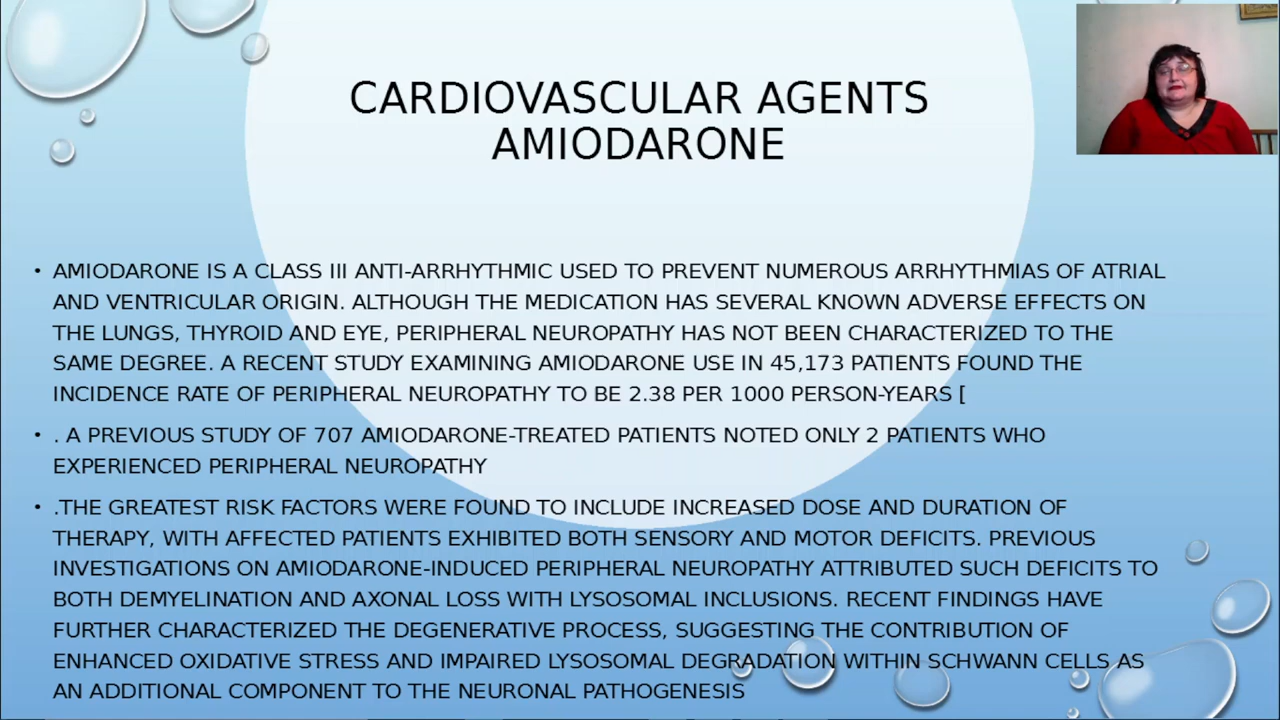 CARDIOVASCULAR AGENTS
AMIODARONE
• AMIODARONE IS A CLASS III ANTI-ARRHYTHMIC USED TO PREVENT NUMEROUS ARRHYTHMIAS OF ATRIAL
AND VENTRICULAR ORIGIN. ALTHOUGH THE MEDICATION HAS SEVERAL KNOWN ADVERSE EFFECTS ON
THE LUNGS, THYROID AND EYE, PERIPHERAL NEUROPATHY HAS NOT BEEN CHARACTERIZED TO THE
SAME DEGREE. A RECENT STUDY EXAMINING AMIODARONE USE IN 45,173 PATIENTS FOUND THE
INCIDENCE RATE OF PERIPHERAL NEUROPATHY TO BE 2.38 PER 1000 PERSON-YEARS [
• . A PREVIOUS STUDY OF 707 AMIODARONE-TREATED PATIENTS NOTED ONLY 2 PATIENTS WHO
EXPERIENCED PERIPHERAL NEUROPATHY
• .THE GREATEST RISK FACTORS WERE FOUND TO INCLUDE INCREASED DOSE AND DURATION OF
THERAPY, WITH AFFECTED PATIENTS EXHIBITED BOTH SENSORY AND MOTOR DEFICITS. PREVIOUS
INVESTIGATIONS ON AMIODARONE-INDUCED PERIPHERAL NEUROPATHY ATTRIBUTED SUCH DEFICITS TO
BOTH DEMYELINATION AND AXONAL LOSS WITH LYSOSOMAL INCLUSIONS. RECENT FINDINGS HAVE
FURTHER CHARACTERIZED THE DEGENERATIVE PROCESS, SUGGESTING THE CONTRIBUTION OF
ENHANCED OXIDATIVE STRESS AND IMPAIRED LYSOSOMAL DEGRADATION WITHIN SCHWANN CELLS AS
AN ADDITIONAL COMPONENT TO THE NEURONAL PATHOGENESIS